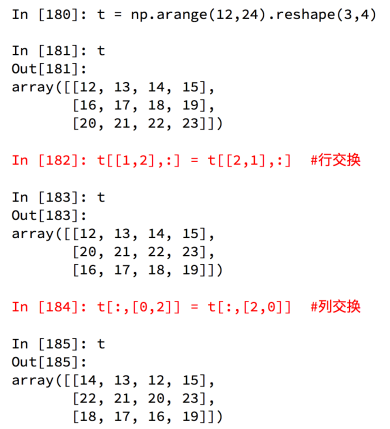 In [180]: t = np.arange(12,24).reshape(3,4)
In [181]: t
Out[181]:
array([[12, 13, 14, 15],
       [16, 17, 18, 19],
       [20, 21, 22, 23]])
In [182]: t[[1,2],:] = t[[2,1],:]  #行交换
In [183]: t
Out[183]:
array([[12, 13, 14, 15],
       [20, 21, 22, 23],
       [16, 17, 18, 19]])
In [184]: t[:,[0,2]] = t[:,[2,0]]  #列交换
In [185]: t
Out[185]:
array([[14, 13, 12, 15],
       [22, 21, 20, 23],
       [18, 17, 16, 19]])